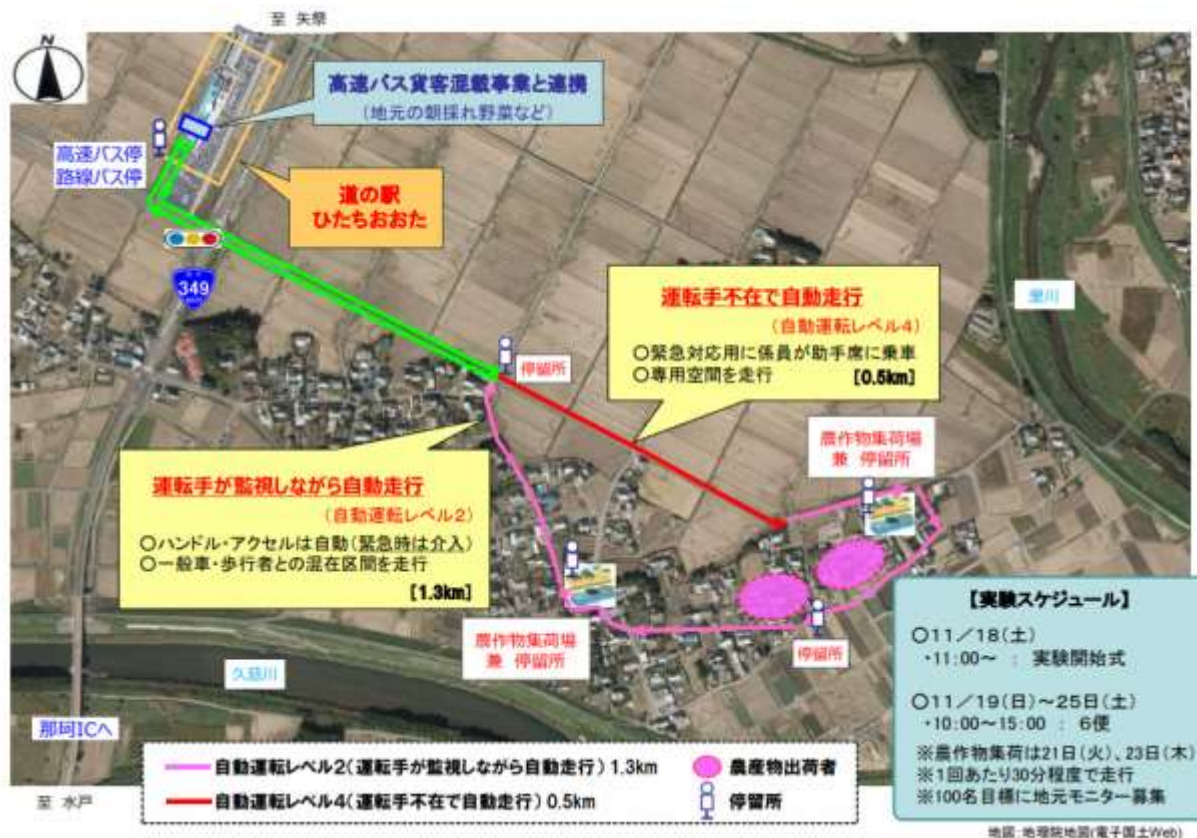 至 矢祭
N
高速バス貨客混載事業と連携
(地元の朝採れ野菜など)
高速バス停
路線バス停
道の駅
ひたちおおた
349
運転手不在で自動走行
(自動運転レベル4)
○緊急対応用に係員が助手席に乗車
○専用空間を走行
[0.5km]
里川
停留所
農作物集荷場
兼 停留所
運転手が監視しながら自動走行
(自動運転レベル2)
○ハンドル・アクセルは自動(緊急時は介入)
○一般車・歩行者との混在区間を走行
[1.3km]
農作物集荷場
兼 停留所
停留所
久慈川
那珂ICへ
至 水戸
【実験スケジュール】
○11/18(土)
・11:00~ : 実験開始式
○11/19(日)~25日(土)
・10:00~15:00 : 6便
※農作物集荷は21日(火)、23日(木)
※1回あたり30分程度で走行
※100名目標に地元モニター募集
自動運転レベル2(運転手が監視しながら自動走行) 1.3km
農産物出荷者
自動運転レベル4(運転手不在で自動走行) 0.5km
停留所
地図:地理院地図(電子国土Web)